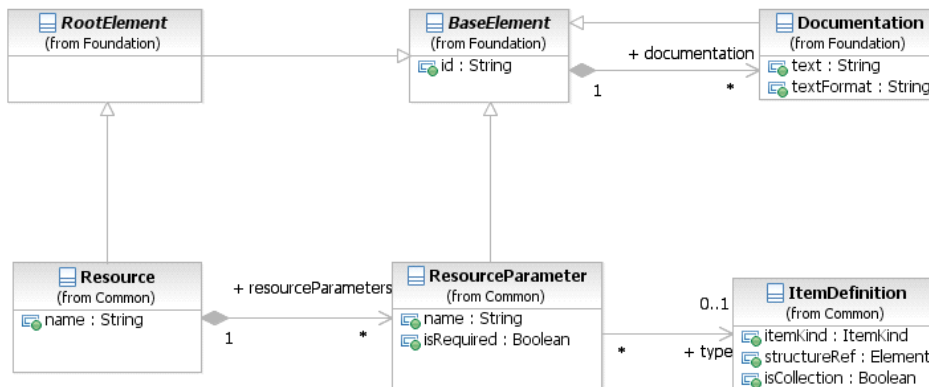 RootElement
(from Foundation)
BaseElement
(from Foundation)
id : String
Documentation
(from Foundation)
text : String
textFormat : String
+ documentation
1
*
Resource
(from Common)
name : String
+ resourceParameters
1
*
ResourceParameter
(from Common)
name : String
isRequired : Boolean
0..1
*
+ type
ItemDefinition
(from Common)
itemKind : ItemKind
structureRef : Element
isCollection : Boolean